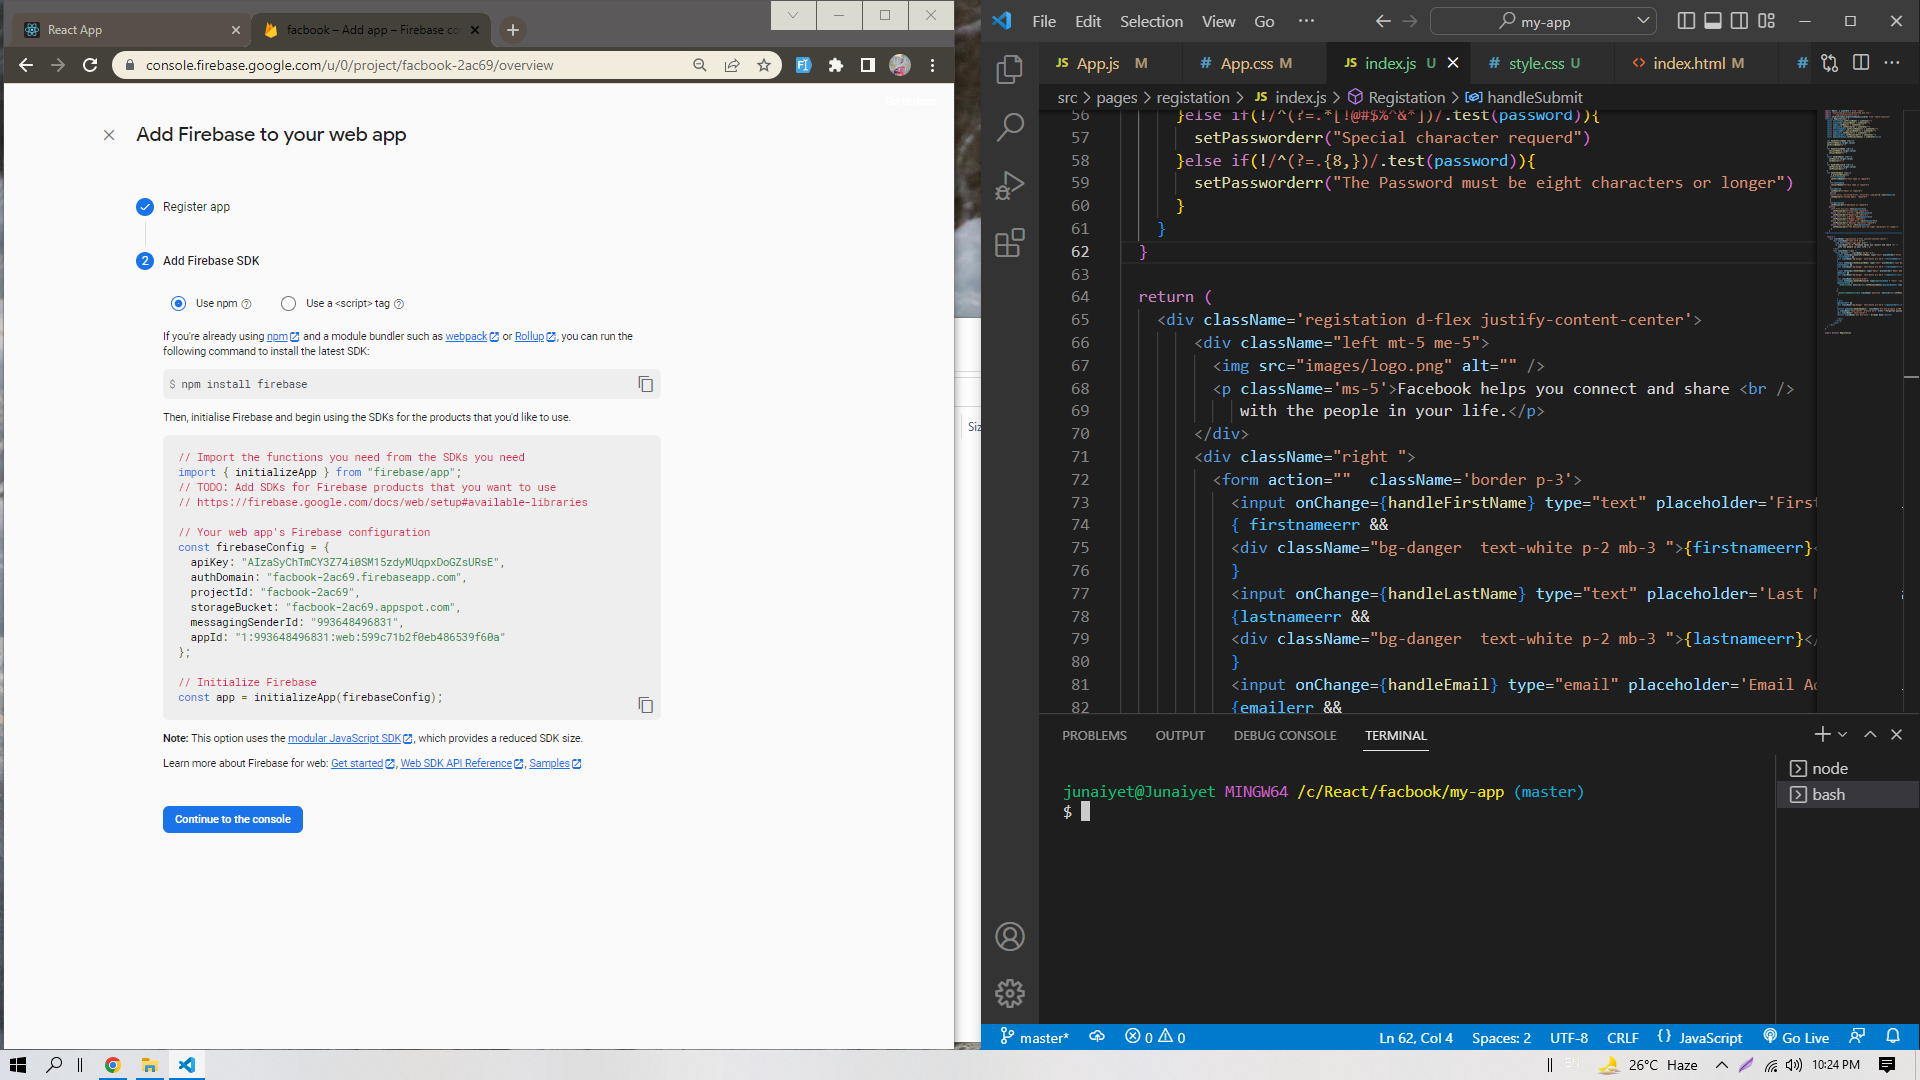 React App
facbook – Add app – Firebase co
console.firebase.google.com/u/0/project/facbook-2ac69/overview
Add Firebase to your web app
Register app
2 Add Firebase SDK
Use npm
Use a <script> tag
If you're already using npm and a module bundler such as webpack or Rollup, you can run the
following command to install the latest SDK:
$ npm install firebase
Then, initialise Firebase and begin using the SDKs for the products that you'd like to use.
// Import the functions you need from the SDKs you need
import { initializeApp } from "firebase/app";
// TODO: Add SDKs for Firebase products that you want to use
// https://firebase.google.com/docs/web/setup#available-libraries
// Your web app's Firebase configuration
const firebaseConfig = {
apiKey: "AIzaSyChTmCY3Z74i0SM15zdyMUqpxDoGZsURsE",
authDomain: "facbook-2ac69.firebaseapp.com",
projectId: "facbook-2ac69",
storageBucket: "facbook-2ac69.appspot.com",
messagingSenderId: "993648496831",
appId: "1:993648496831:web:599c71b2f0eb486539f60a"
};
// Initialize Firebase
const app = initializeApp(firebaseConfig);
Note: This option uses the modular JavaScript SDK, which provides a reduced SDK size.
Learn more about Firebase for web: Get started, Web SDK API Reference, Samples
Continue to the console
Siz
File Edit Selection View Go ··· my-app
JS App.js M # App.css M JS index.js U # style.css U <> index.html M #
src > pages > registation > JS index.js > Registation > handleSubmit
56 }else if(!/^(?=.*[!@#$%^&*])/.test(password)){
57 setPassworderr("Special character requerd")
58 }else if(!/^(?=.{8,})/.test(password)){
59 setPassworderr("The Password must be eight characters or longer")
60 }
61 }
62 }
63
64 return (
65 <div className='registation d-flex justify-content-center'>
66 <div className="left mt-5 me-5">
67 <img src="images/logo.png" alt="" />
68 <p className='ms-5'>Facebook helps you connect and share <br />
69 with the people in your life.</p>
70 </div>
71 <div className="right ">
72 <form action="" className='border p-3'>
73 <input onChange={handleFirstName} type="text" placeholder='First
74 { firstnameerr &&
75 <div className="bg-danger text-white p-2 mb-3 ">{firstnameerr}<
76 }
77 <input onChange={handleLastName} type="text" placeholder='Last N
78 {lastnameerr &&
79 <div className="bg-danger text-white p-2 mb-3 ">{lastnameerr}</
80 }
81 <input onChange={handleEmail} type="email" placeholder='Email Ad
82 {emailerr &&
PROBLEMS OUTPUT DEBUG CONSOLE TERMINAL
junaiyet@Junaiyet MINGW64 /c/React/facbook/my-app (master)
$
node
bash
master* 0 0 Ln 62, Col 4 Spaces: 2 UTF-8 CRLF {} JavaScript Go Live
26°C Haze 10:24 PM